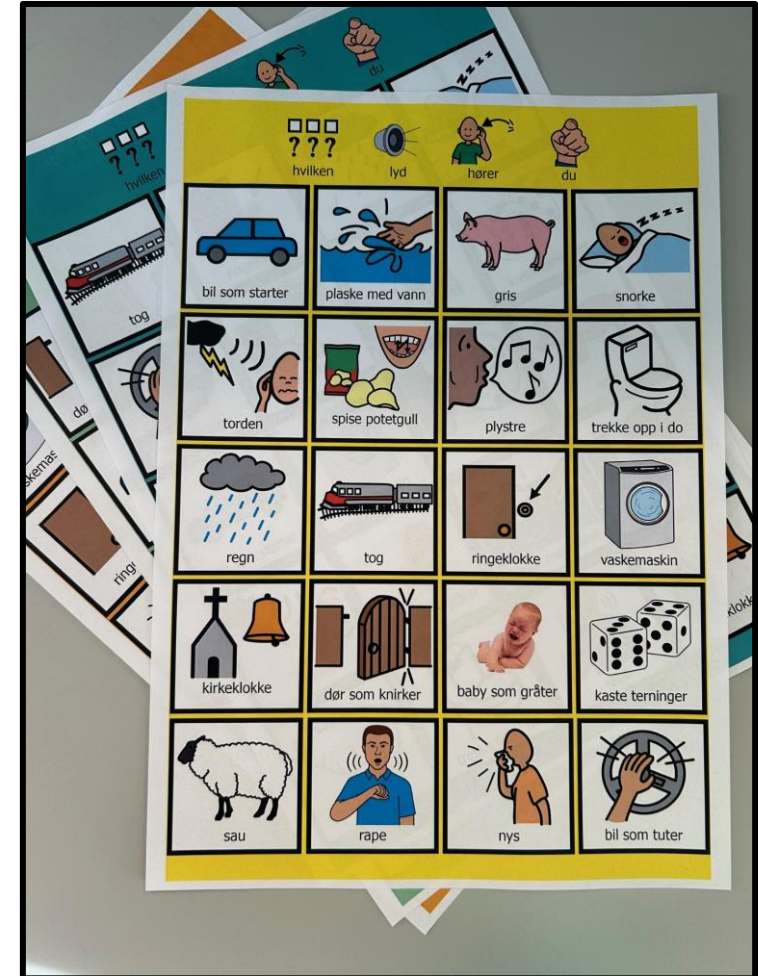 hvilken lyd hører du
bil som starter
plaske med vann
gris
snorke
torden
spise potetgull
plystre
trekke opp i do
regn
tog
ringeklokke
vaskemaskin
kirkeklokke
dør som knirker
baby som gråter
kaste terninger
sau
rape
nys
bil som tuter
du
hvilken
tog
dø